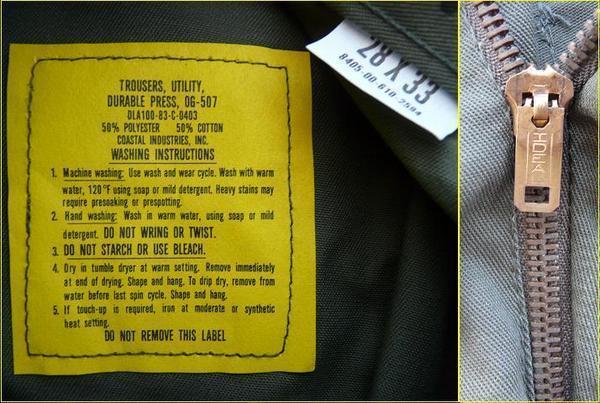 TROUSERS, UTILITY,
DURABLE PRESS, OG-507
DLA100-83-C-0403
50% POLYESTER 50% COTTON
COASTAL INDUSTRIES, INC.
WASHING INSTRUCTIONS
1. Machine washing: Use wash and wear cycle. Wash with warm
water, 120°F using soap or mild detergent. Heavy stains may
require presoaking or prespotting.
2. Hand washing: Wash in warm water, using soap or mild
detergent. DO NOT WRING OR TWIST.
3. DO NOT STARCH OR USE BLEACH.
4. Dry in tumble dryer at warm setting. Remove immediately
at end of drying. Shape and hang. To drip dry, remove from
water before last spin cycle. Shape and hang.
5. If touch-up is required, iron at moderate or synthetic
heat setting.
DO NOT REMOVE THIS LABEL
28 X 33
8405-00-610-2594
IDEAL